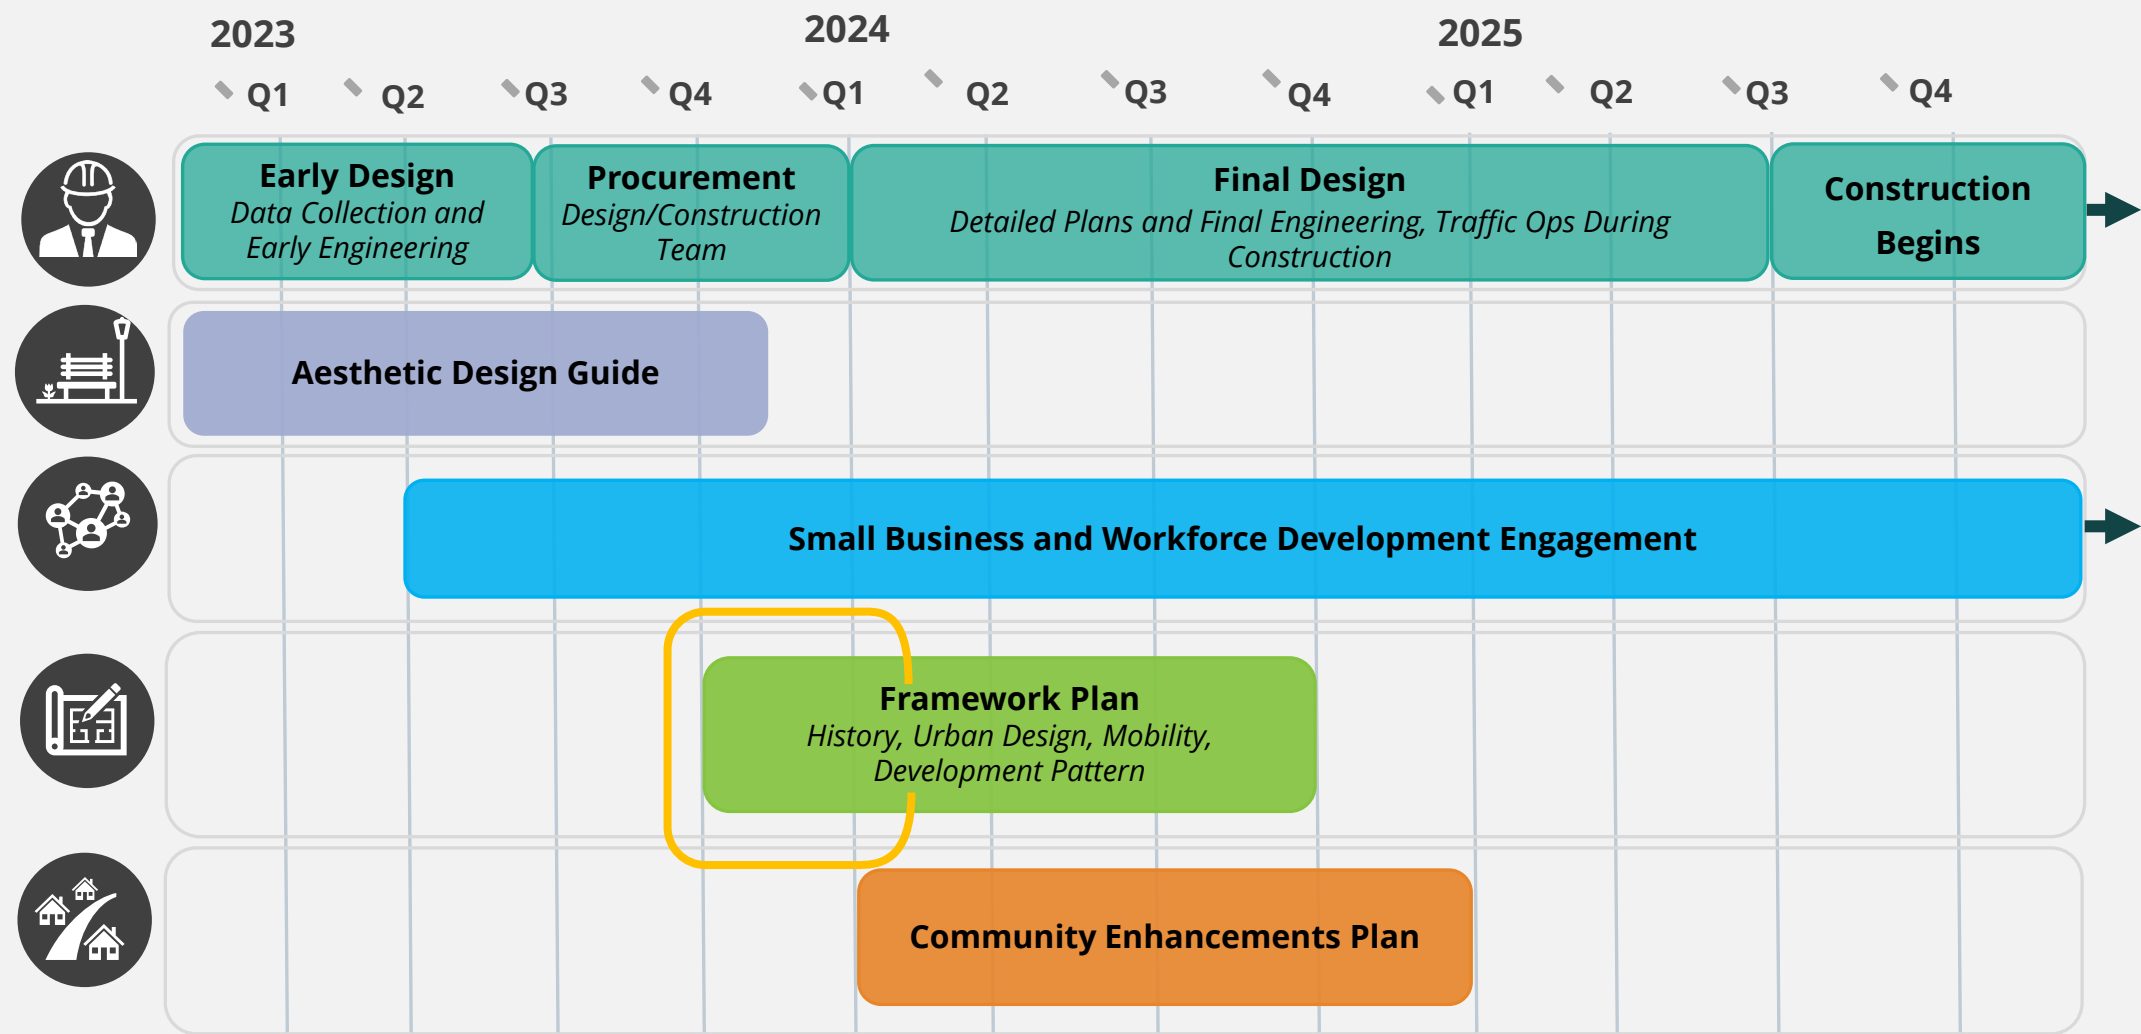 2023
2024
2025
Q1
Q2
Q3
Q4
Q1
Q2
Q3
Q4
Q1
Q2
Q3
Q4
Early Design
Data Collection and
Early Engineering
Procurement
Design/Construction
Team
Final Design
Detailed Plans and Final Engineering, Traffic Ops During
Construction
Construction
Begins
Aesthetic Design Guide
Small Business and Workforce Development Engagement
Framework Plan
History, Urban Design, Mobility,
Development Pattern
Community Enhancements Plan